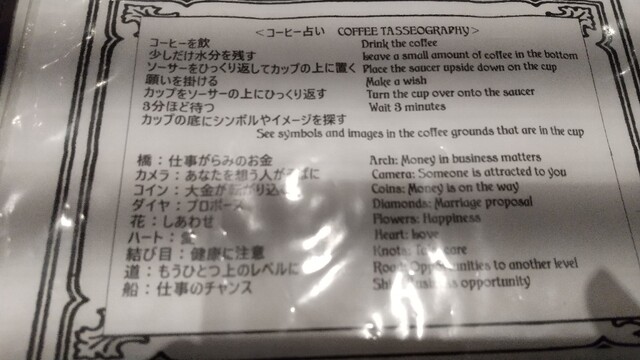 <コーヒー占い COFFEE TASSEOGRAPHY>
コーヒーを飲 Drink the coffee
少しだけ水分を残す leave a small amount of coffee in the bottom
ソーサーをひっくり返してカップの上に置く Place the saucer upside down on the cup
願いを掛ける Make a wish
カップをソーサーの上にひっくり返す Turn the cup over onto the saucer
3分ほど待つ Wait 3 minutes
カップの底にシンボルやイメージを探す
See symbols and images in the coffee grounds that are in the cup
橋：仕事がらみのお金 Arch: Money in business matters
カメラ：あなたを想う人がそばに Camera: Someone is attracted to you
コイン：大金が転がり込 Coins: Money is on the way
ダイヤ：プロポーズ Diamonds: Marriage proposal
花：しあわせ Flowers: Happiness
ハート：愛 Heart: Love
結び目：健康に注意 Knots: Take care
道：もうひとつ上のレベルに Road: Opportunities to another level
船：仕事のチャンス opportunity